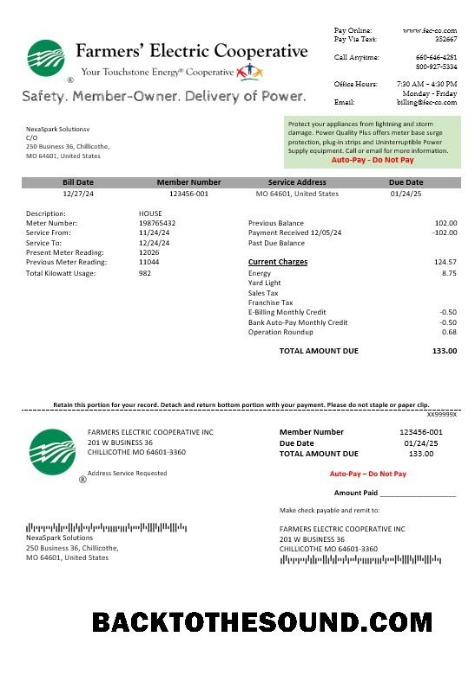 Farmers' Electric Cooperative
Your Touchstone Energy® Cooperative
®
Safety. Member-Owner. Delivery of Power.
Pay Online: www.fec-co.com
Pay Via Text: 352667
Call Anytime: 660-646-4281
800-927-5334
Office Hours: 7:30 AM – 4:30 PM
Monday - Friday
Email: billing@fec-co.com
NexaSpark Solutionsv
C/O
250 Business 36, Chillicothe,
MO 64601, United States
Protect your appliances from lightning and storm
damage. Power Quality Plus offers meter base surge
protection, plug-in strips and Uninterruptible Power
Supply equipment. Call or email for more information.
Auto-Pay - Do Not Pay
Bill Date Member Number Service Address Due Date
12/27/24 123456-001 MO 64601, United States 01/24/25
Description: HOUSE
Meter Number: 198765432
Service From: 11/24/24
Service To: 12/24/24
Present Meter Reading: 12026
Previous Meter Reading: 11044
Total Kilowatt Usage: 982
Previous Balance 102.00
Payment Received 12/05/24 -102.00
Past Due Balance
Current Charges 124.57
Energy 8.75
Yard Light
Sales Tax
Franchise Tax
E-Billing Monthly Credit -0.50
Bank Auto-Pay Monthly Credit -0.50
Operation Roundup 0.68
TOTAL AMOUNT DUE 133.00
Retain this portion for your record. Detach and return bottom portion with your payment. Please do not staple or paper clip.
XX99999X
FARMERS ELECTRIC COOPERATIVE INC
201 W BUSINESS 36
CHILLICOTHE MO 64601-3360
® Address Service Requested
Member Number 123456-001
Due Date 01/24/25
TOTAL AMOUNT DUE 133.00
Auto-Pay – Do Not Pay
Amount Paid
Make check payable and remit to:
NexaSpark Solutions
250 Business 36, Chillicothe,
MO 64601, United States
FARMERS ELECTRIC COOPERATIVE INC
201 W BUSINESS 36
CHILLICOTHE MO 64601-3360
BACKTOTHESOUND.COM